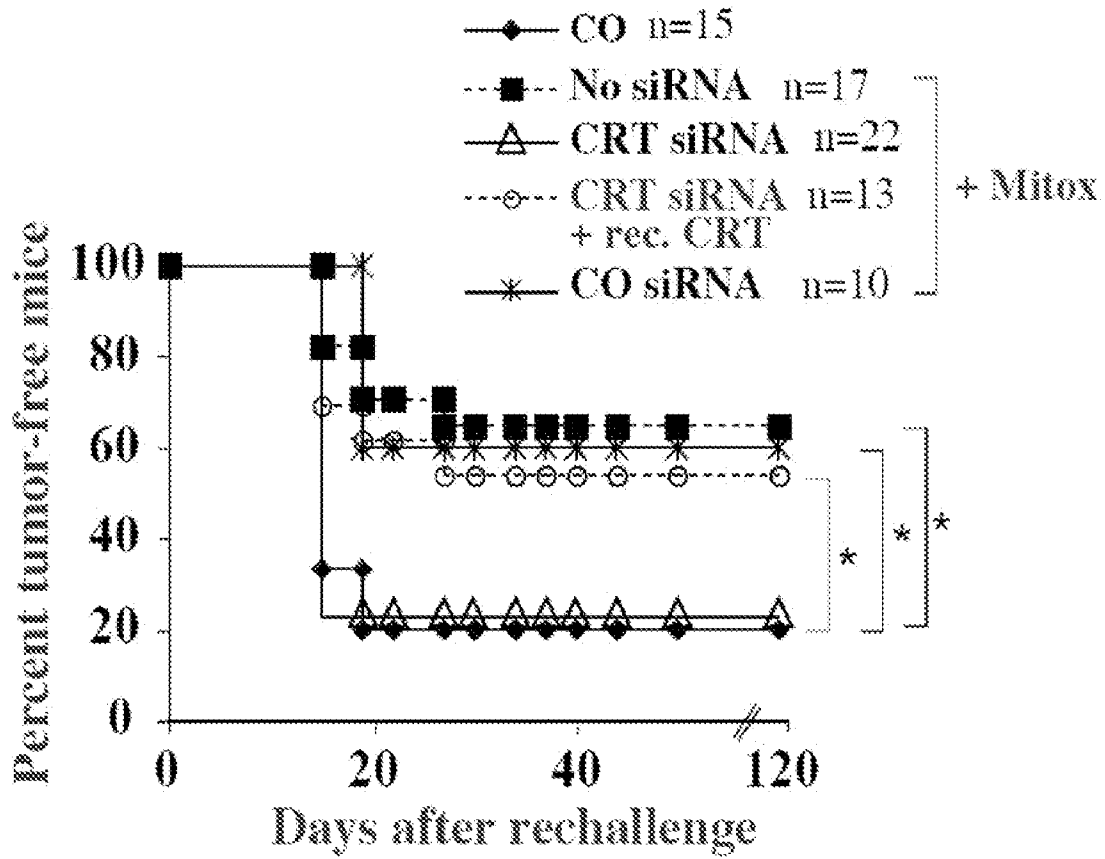 CO n=15
No siRNA n=17
CRT siRNA n=22
CRT siRNA n=13
+ rec. CRT
CO siRNA n=10
+ Mitox
Percent tumor-free mice
100
80
60
40
20
0
* * *
0 20 40 120
Days after rechallenge